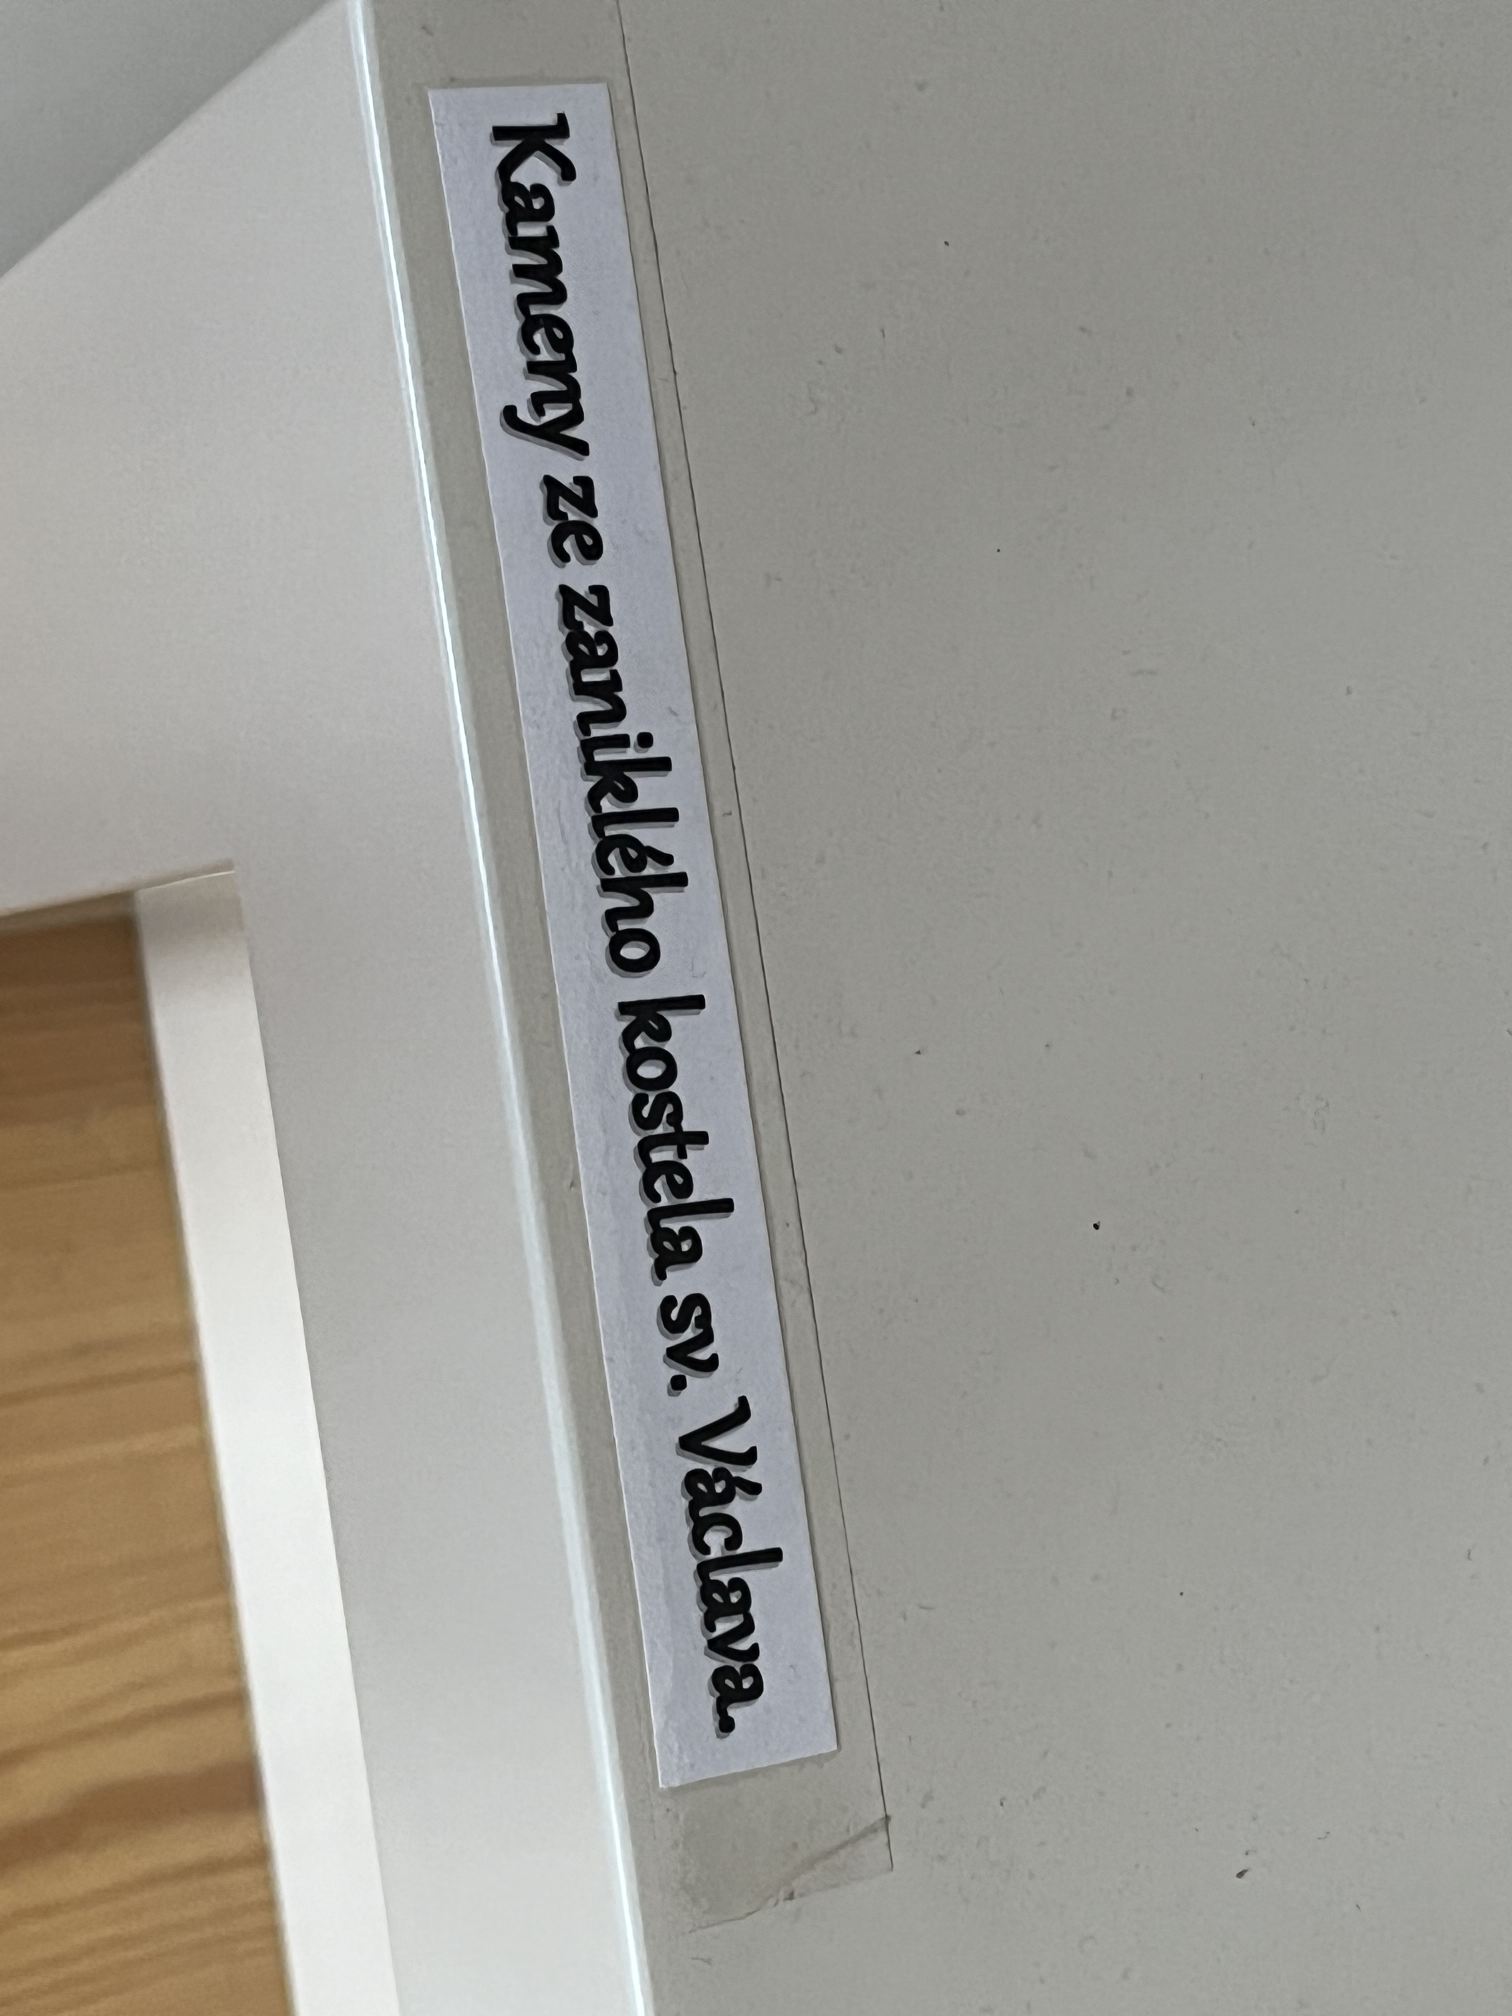 Kameny ze zaniklého kostela sv. Václava.